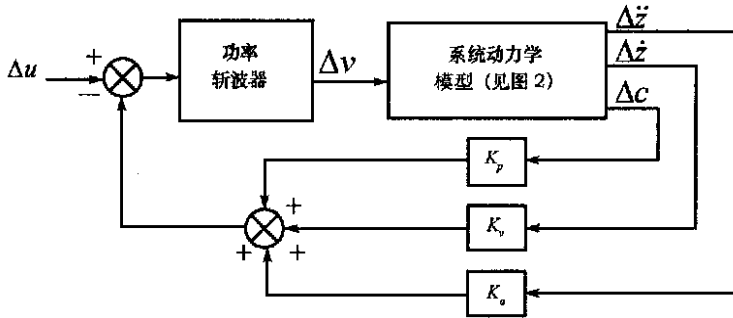 Δu
+
−
功率
斩波器
Δv
系统动力学
模型（见图 2）
Δz̈
Δż
Δc
K_p
K_v
K_a
+
+
+